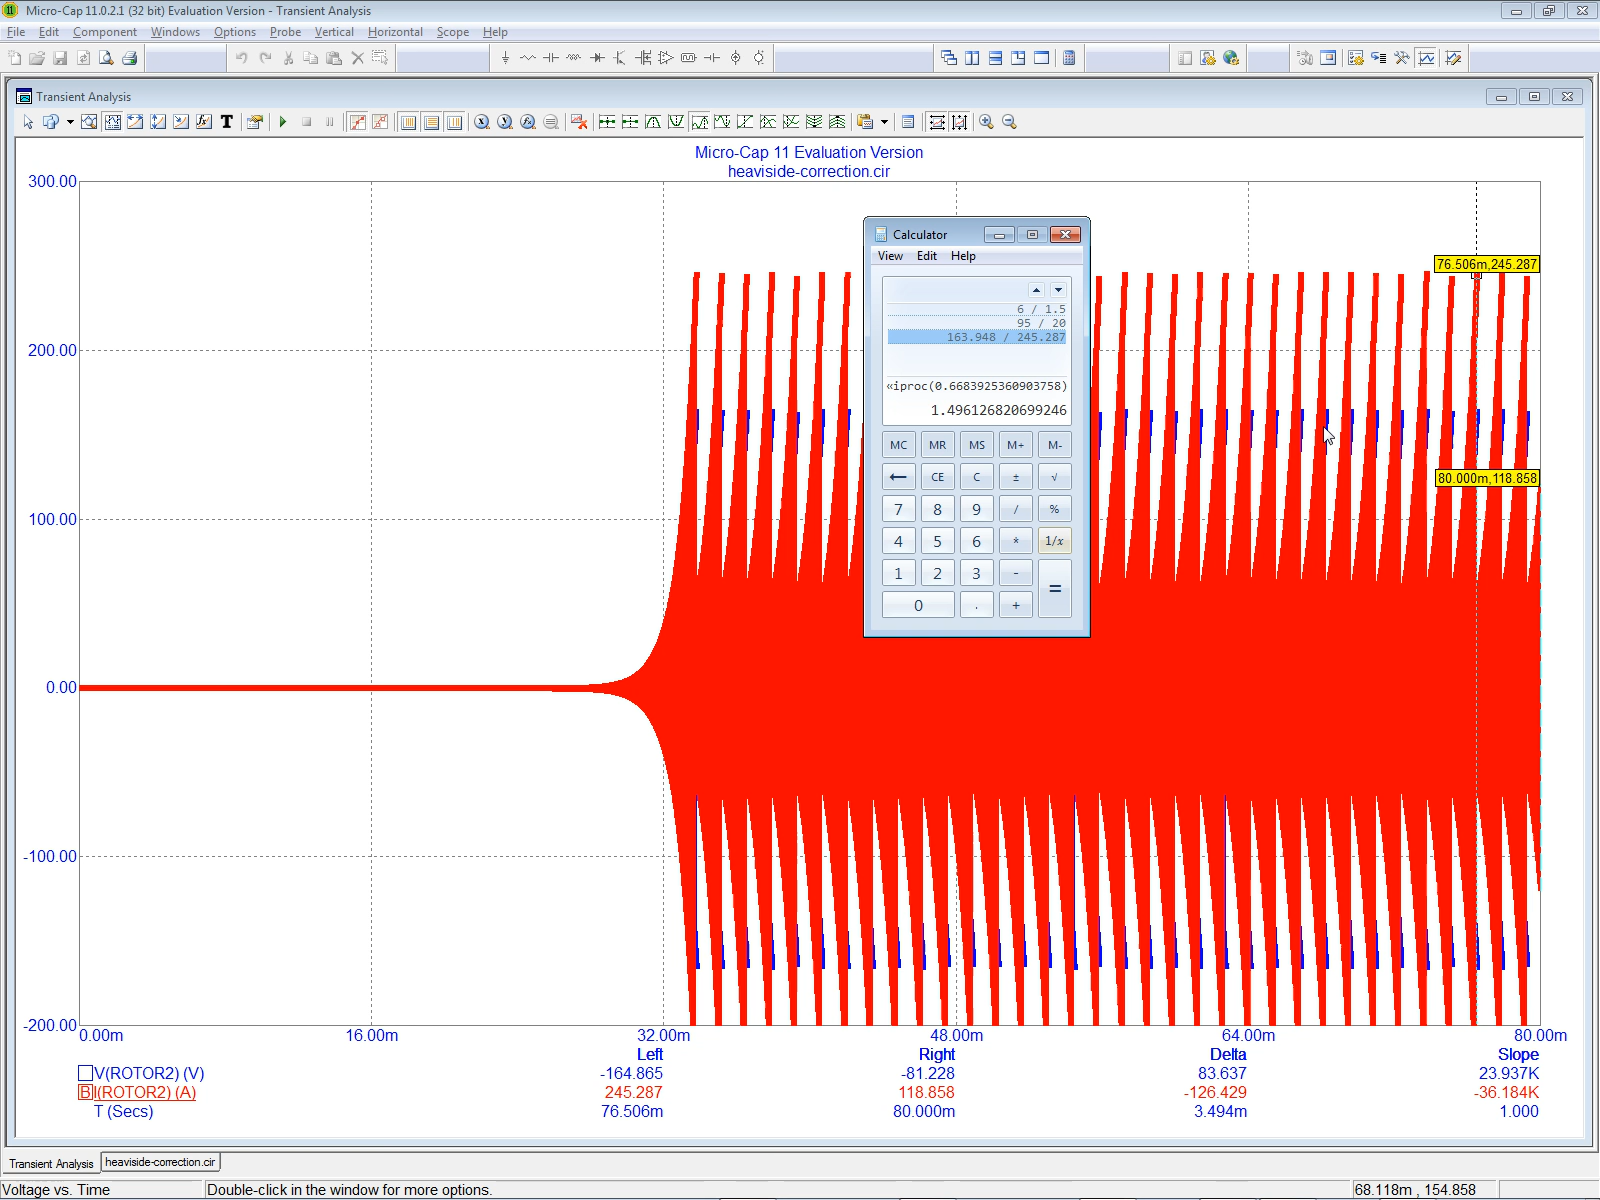 11 Micro-Cap 11.0.2.1 (32 bit) Evaluation Version - Transient Analysis
File Edit Component Windows Options Probe Vertical Horizontal Scope Help
Transient Analysis
T
Micro-Cap 11 Evaluation Version
heaviside-correction.cir
300.00
200.00
100.00
0.00
-100.00
-200.00
0.00m 16.00m 32.00m 48.00m 64.00m 80.00m
76.506m,245.287
80.000m,118.858
Calculator
View Edit Help
6 / 1.5
95 / 20
163.948 / 245.287
«iproc(0.6683925360903758)
1.496126820699246
MC MR MS M+ M-
← CE C ± √
7 8 9 / %
4 5 6 * 1/x
1 2 3 - =
0 . +
Left Right Delta Slope
V(ROTOR2) (V) -164.865 -81.228 83.637 23.937K
B I(ROTOR2) (A) 245.287 118.858 -126.429 -36.184K
T (Secs) 76.506m 80.000m 3.494m 1.000
Transient Analysis heaviside-correction.cir
Voltage vs. Time Double-click in the window for more options. 68.118m , 154.858